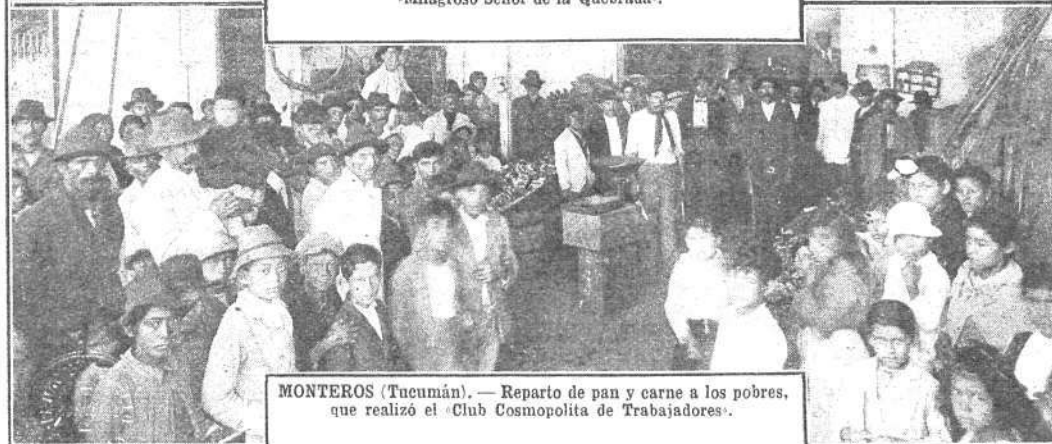 «Milagroso Señor de la Quebrada».
MONTEROS (Tucumán). — Reparto de pan y carne a los pobres,
que realizó el «Club Cosmopolita de Trabajadores».